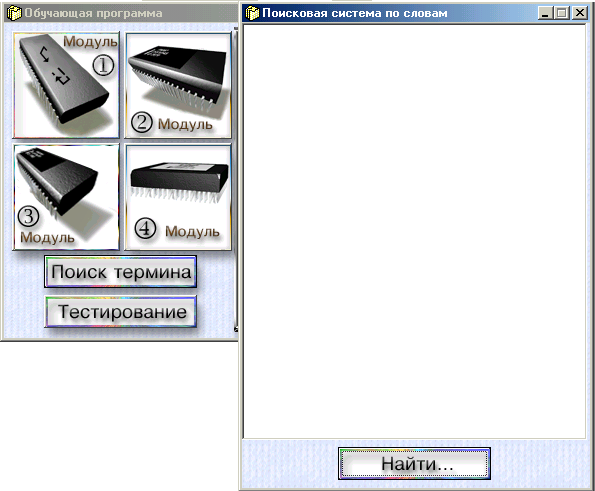 Обучающая программа
Модуль
1
2 Модуль
3
Модуль
4 Модуль
Поиск термина
Тестирование
Поисковая система по словам
Найти...